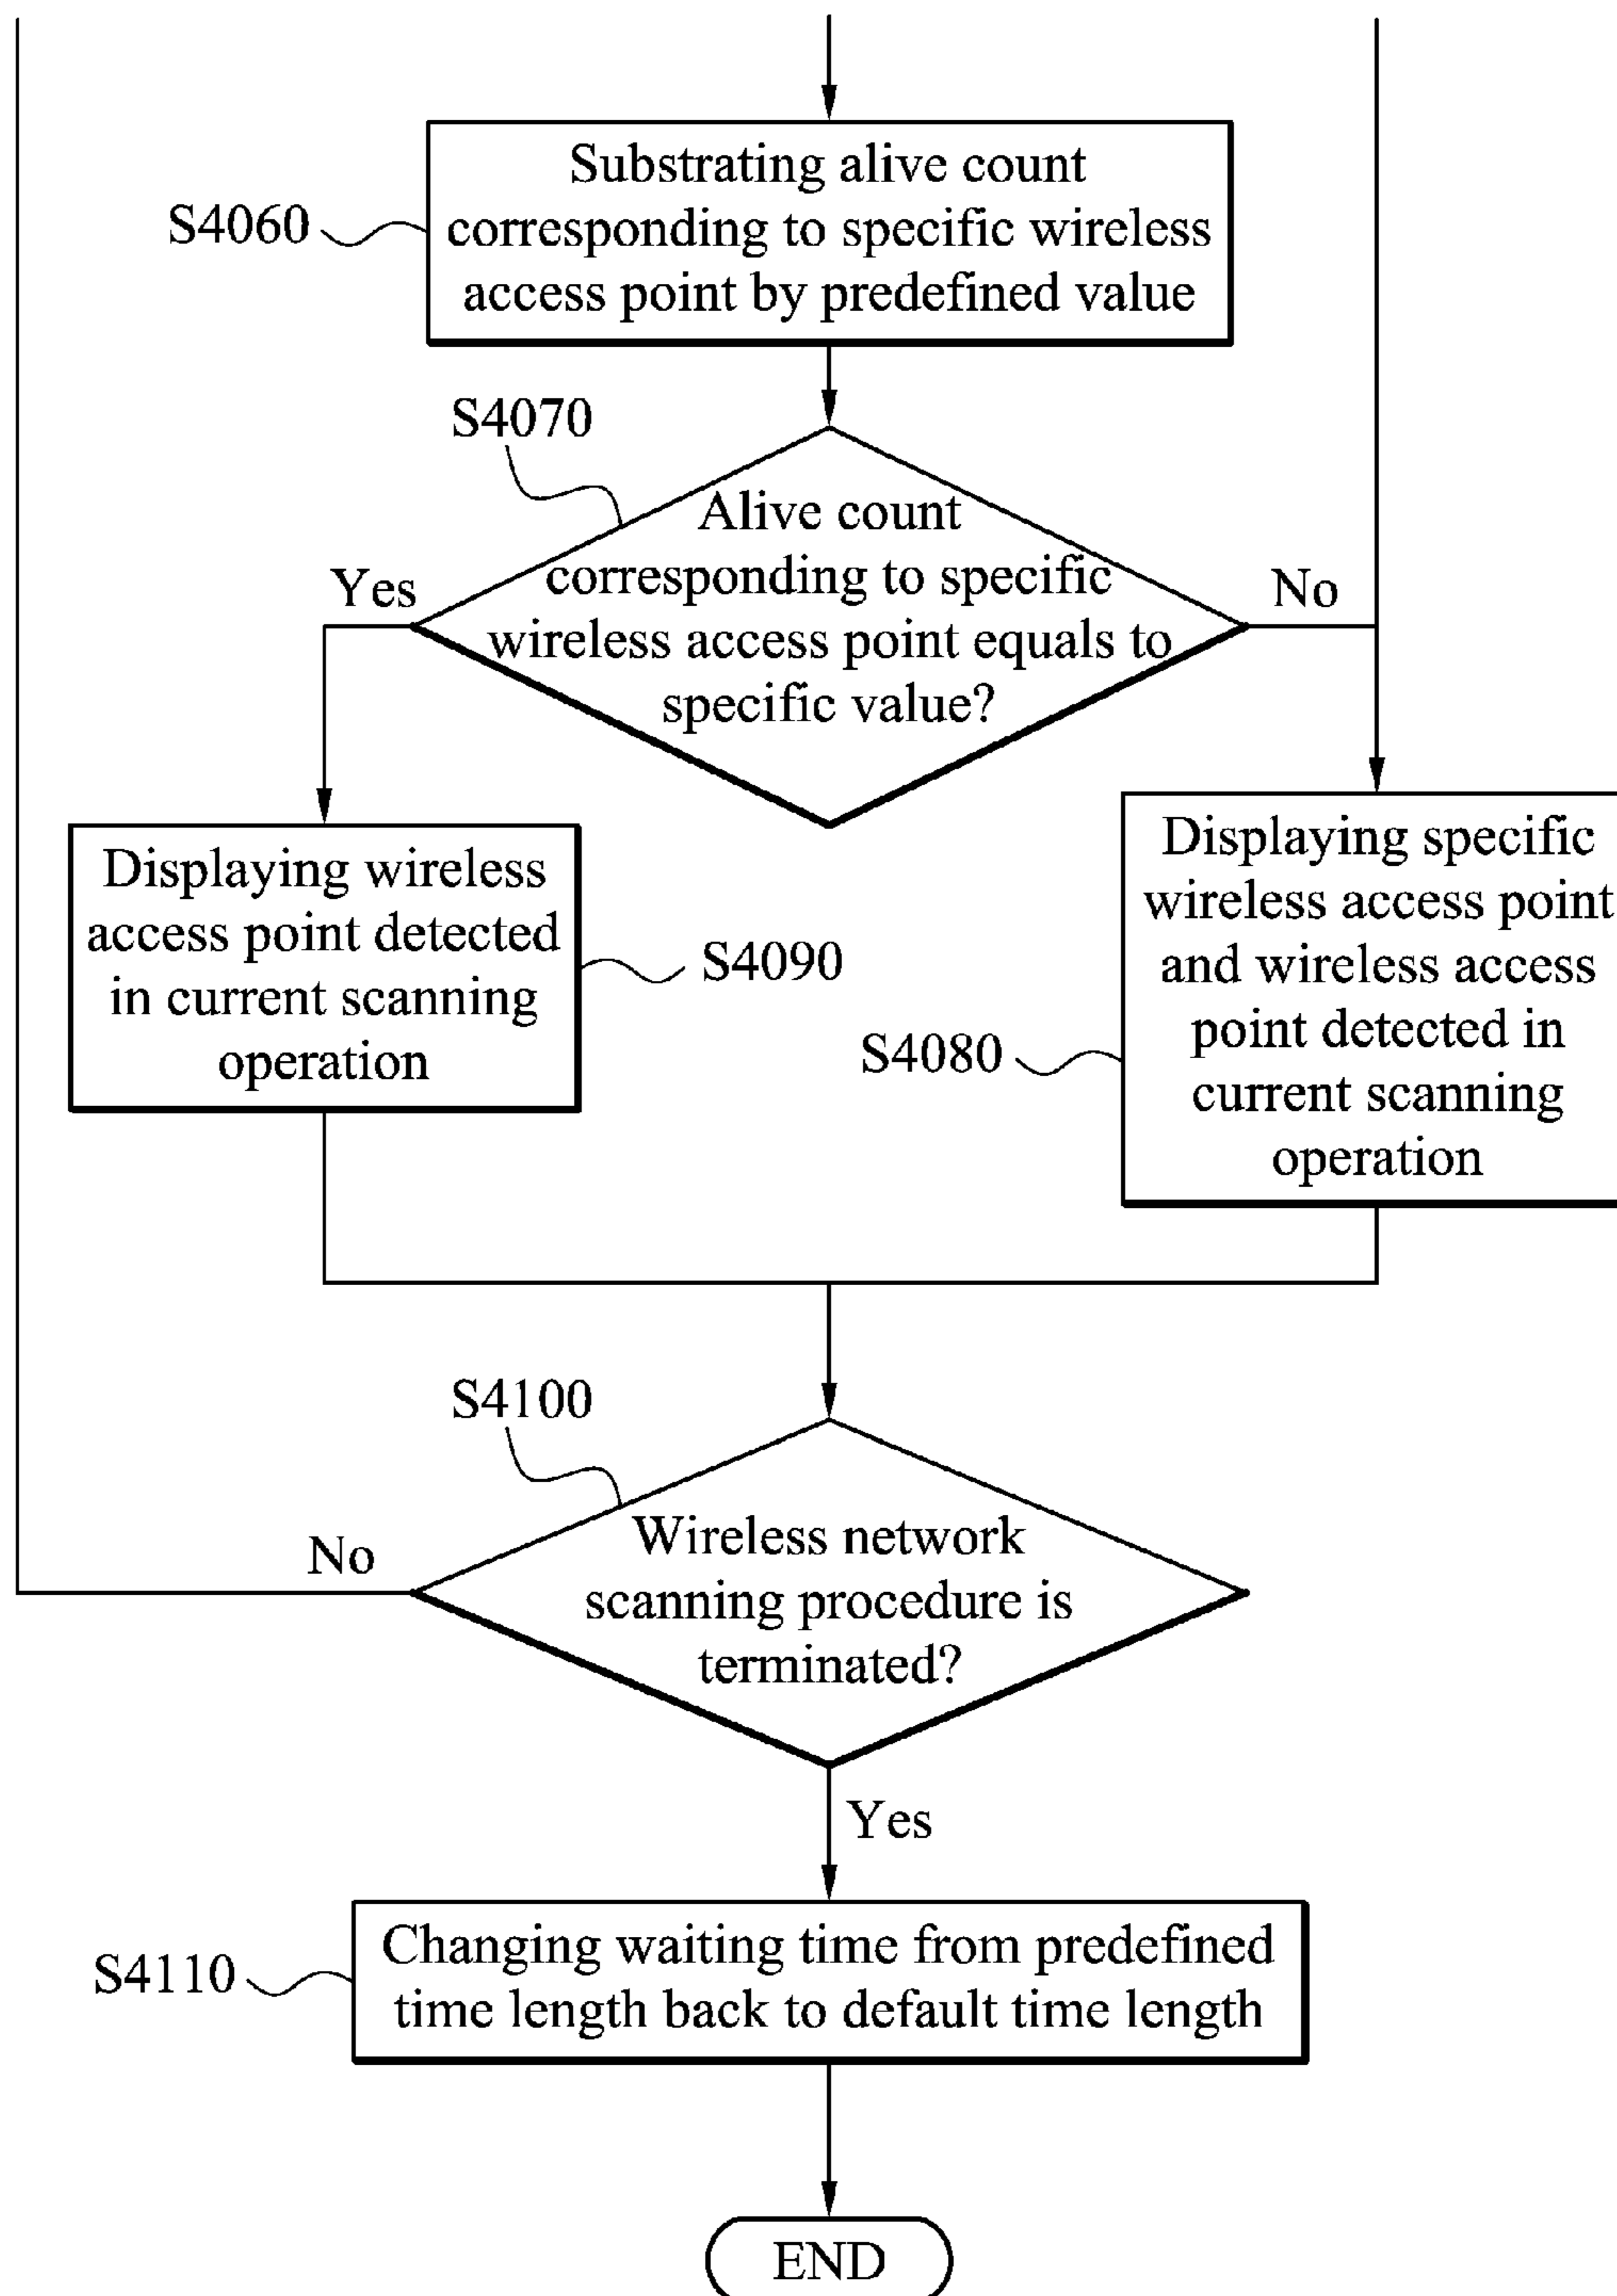 Substrating alive count
S4060
corresponding to specific wireless
access point by predefined value
S4070
Alive count
corresponding to specific
wireless access point equals to
specific value?
Yes
No
Displaying wireless
access point detected
in current scanning
operation
S4090
Displaying specific
wireless access point
and wireless access
point detected in
current scanning
operation
S4080
S4100
Wireless network
scanning procedure is
terminated?
No
Yes
Changing waiting time from predefined
time length back to default time length
S4110
END